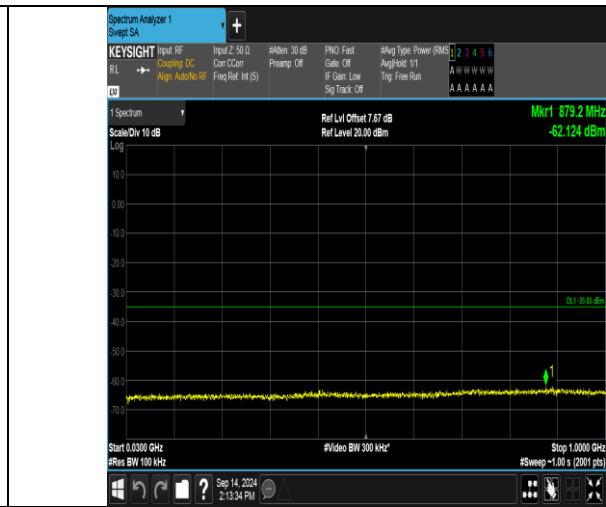 Spectrum Analyzer 1
Swept SA
+
KEYSIGHT
RL
Input: RF
Coupling: DC
Align: Auto/No RF
Input Z: 50 Ω
Corr CCorr
Freq Ref: Int (S)
#Atten: 30 dB
Preamp: Off
PNO: Fast
Gate: Off
IF Gain: Low
Sig Track: Off
#Avg Type: Power (RMS
Avg|Hold: 1/1
Trig: Free Run
1 2 3 4 5 6
A W W W W W
A A A A A A
1 Spectrum
Scale/Div 10 dB
Log
Ref Lvl Offset 7.67 dB
Ref Level 20.00 dBm
Mkr1 879.2 MHz
-62.124 dBm
10.0
0.00
-10.0
-20.0
-30.0
DL1 -35.00 dBm
-40.0
-50.0
-60.0
1
-70.0
Start 0.0300 GHz
#Res BW 100 kHz
#Video BW 300 kHz*
Stop 1.0000 GHz
#Sweep ~1.00 s (2001 pts)
?
Sep 14, 2024
2:13:34 PM